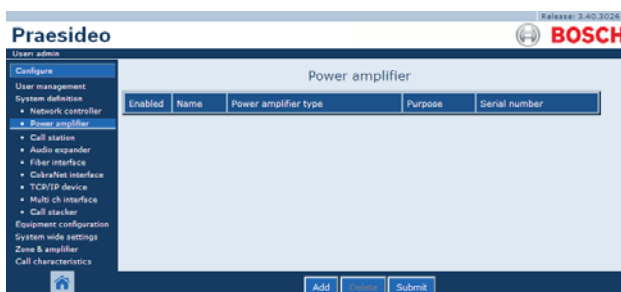 Release: 3.40.3026
Praesideo
BOSCH
User: admin
Configure
User management
System definition
• Network controller
• Power amplifier
• Call station
• Audio expander
• Fiber interface
• CobraNet interface
• TCP/IP device
• Multi ch interface
• Call stacker
Equipment configuration
System wide settings
Zone & amplifier
Call characteristics
Power amplifier
Enabled Name Power amplifier type Purpose Serial number
Add Delete Submit